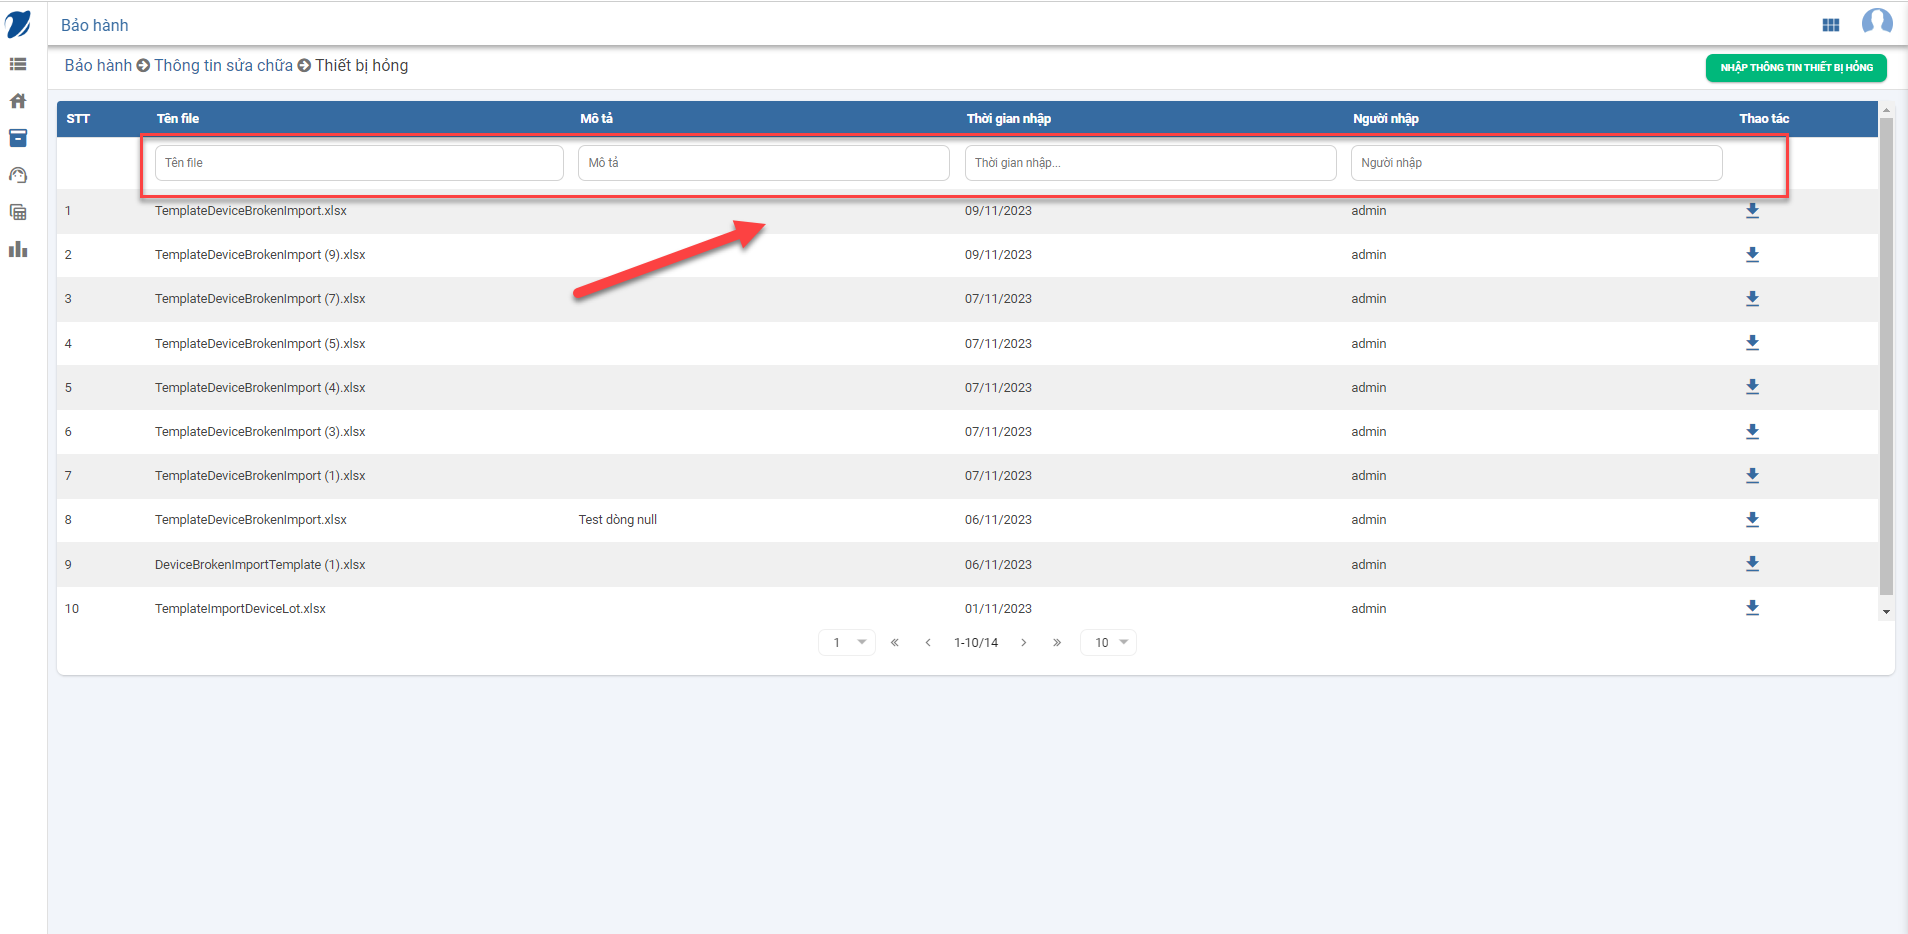 Bảo hành
Bảo hành Thông tin sửa chữa Thiết bị hỏng
NHẬP THÔNG TIN THIẾT BỊ HỎNG
STT Tên file Mô tả Thời gian nhập Người nhập Thao tác
Tên file Mô tả Thời gian nhập... Người nhập
1 TemplateDeviceBrokenImport.xlsx 09/11/2023 admin
2 TemplateDeviceBrokenImport (9).xlsx 09/11/2023 admin
3 TemplateDeviceBrokenImport (7).xlsx 07/11/2023 admin
4 TemplateDeviceBrokenImport (5).xlsx 07/11/2023 admin
5 TemplateDeviceBrokenImport (4).xlsx 07/11/2023 admin
6 TemplateDeviceBrokenImport (3).xlsx 07/11/2023 admin
7 TemplateDeviceBrokenImport (1).xlsx 07/11/2023 admin
8 TemplateDeviceBrokenImport.xlsx Test dòng null 06/11/2023 admin
9 DeviceBrokenImportTemplate (1).xlsx 06/11/2023 admin
10 TemplateImportDeviceLot.xlsx 01/11/2023 admin
1 « ‹ 1-10/14 › » 10